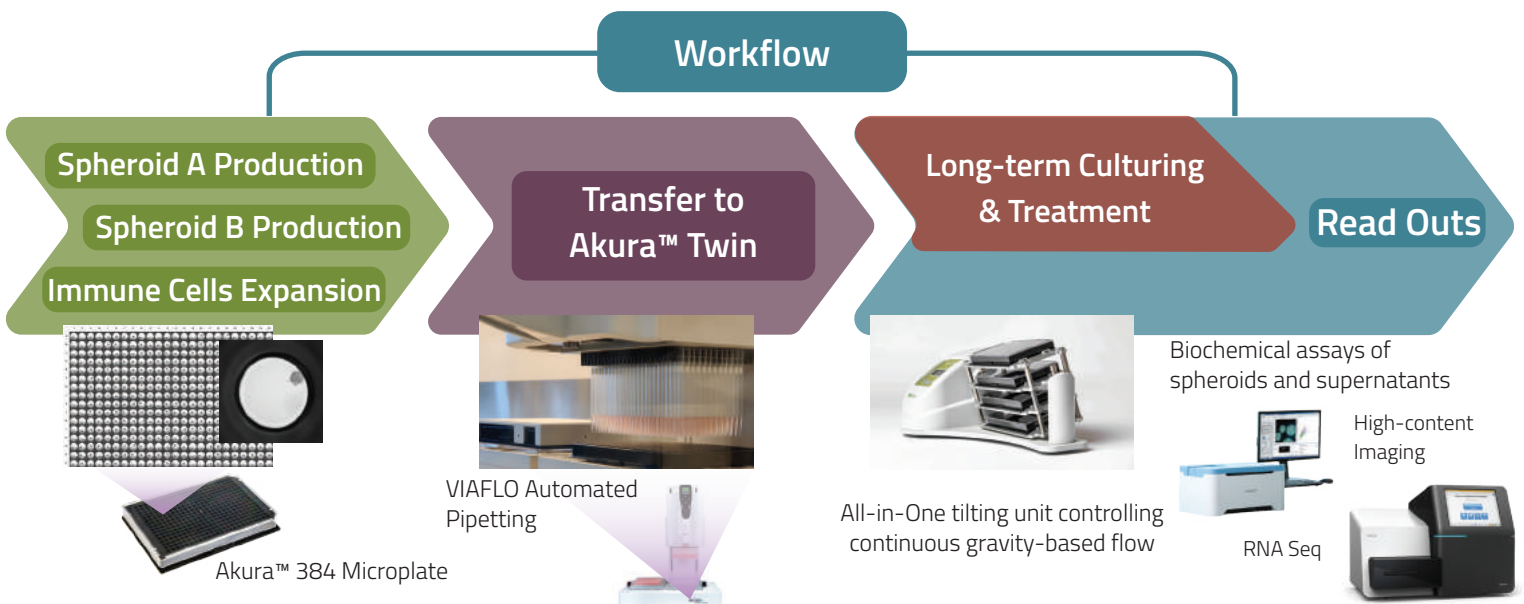 Workflow
Spheroid A Production
Spheroid B Production
Immune Cells Expansion
Transfer to
Akura™ Twin
Long-term Culturing
& Treatment
Read Outs
Akura™ 384 Microplate
VIAFLO Automated
Pipetting
All-in-One tilting unit controlling
continuous gravity-based flow
Biochemical assays of
spheroids and supernatants
High-content
Imaging
RNA Seq